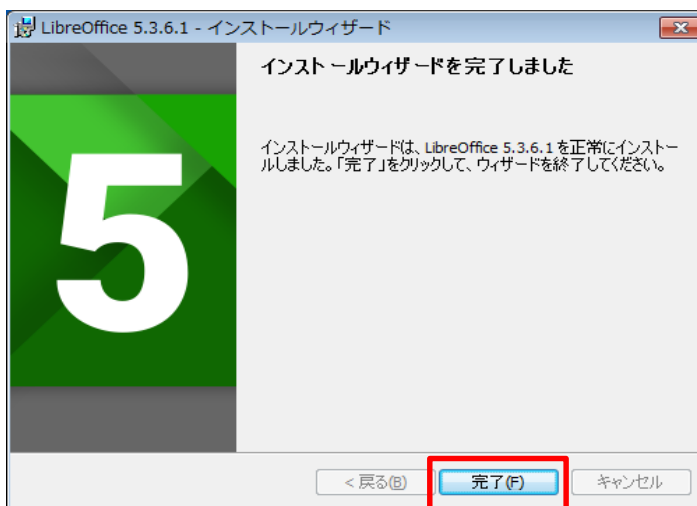 LibreOffice 5.3.6.1 - インストールウィザード
インストールウィザードを完了しました
5
インストールウィザードは、LibreOffice 5.3.6.1 を正常にインストー
ルしました。「完了」をクリックして、ウィザードを終了してください。
< 戻る(B)
完了(F)
キャンセル